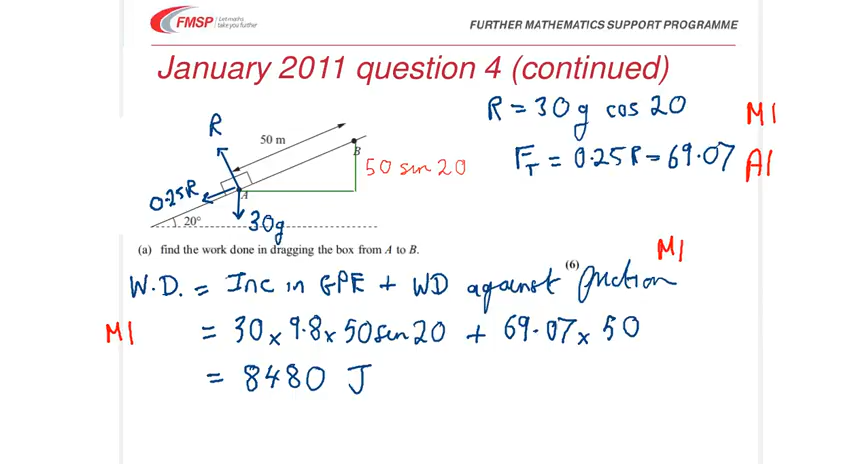 FMSP Let maths
take you further
FURTHER MATHEMATICS SUPPORT PROGRAMME
January 2011 question 4 (continued)
R = 30g cos 20 M1
F_T = 0.25R = 69.07 A1
R
50 m
B
50 sin 20
0.25R
A
20°
30g
(a) find the work done in dragging the box from A to B.
(6)
M1
W.D. = Inc in GPE + WD against friction
M1 = 30 × 9.8 × 50 sin 20 + 69.07 × 50
= 8480 J